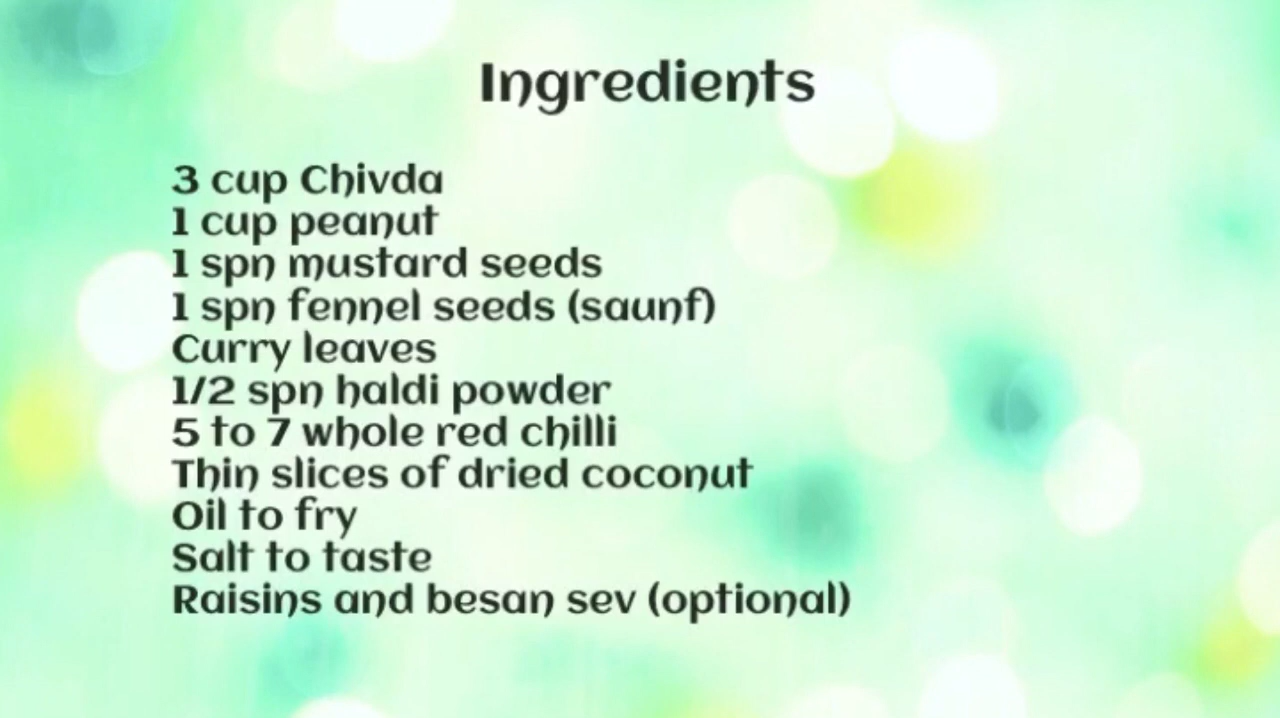 Ingredients
3 cup Chivda
1 cup peanut
1 spn mustard seeds
1 spn fennel seeds (saunf)
Curry leaves
1/2 spn haldi powder
5 to 7 whole red chilli
Thin slices of dried coconut
Oil to fry
Salt to taste
Raisins and besan sev (optional)